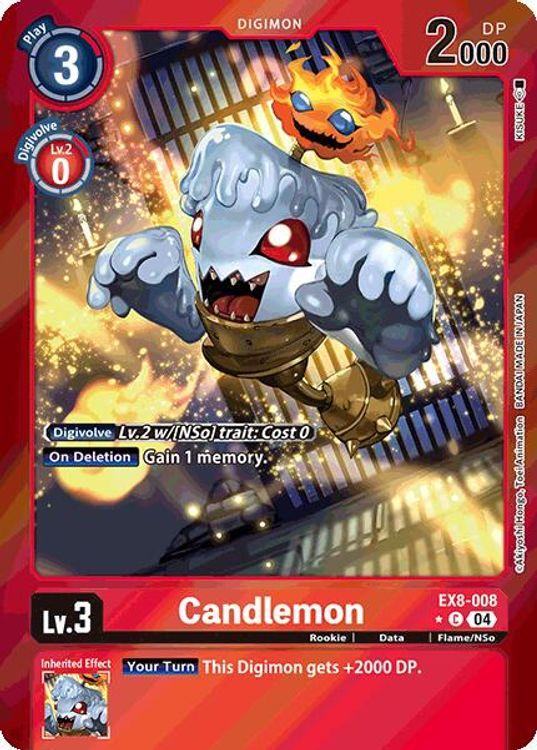 DIGIMON
Play
3
DP
2000
Digivolve
Lv.2
0
KISUKE
Digivolve Lv.2 w/[NSo] trait: Cost 0
On Deletion Gain 1 memory.
©Akiyoshi Hongo, Toei Animation BANDAI MADE IN JAPAN
Lv.3
Candlemon
EX8-008
C 04
Rookie | Data | Flame/NSo
Inherited Effect
Your Turn This Digimon gets +2000 DP.